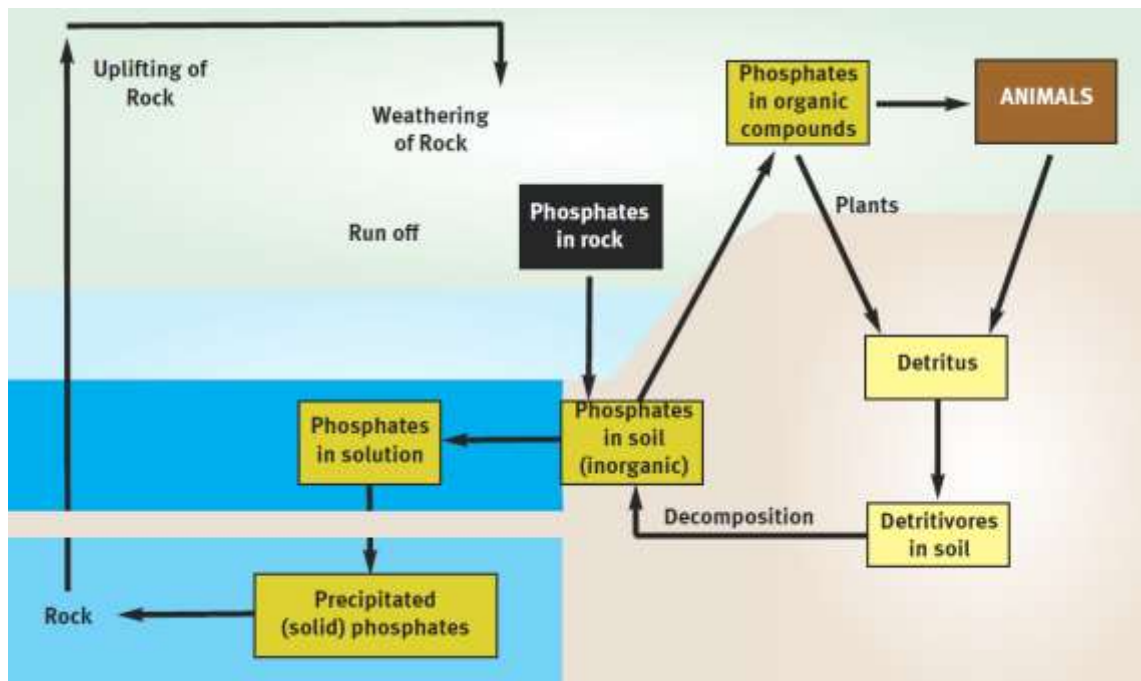 Uplifting of
Rock
Weathering
of Rock
Run off
Phosphates
in rock
Phosphates
in organic
compounds
ANIMALS
Plants
Detritus
Phosphates
in solution
Phosphates
in soil
(inorganic)
Decomposition
Detritivores
in soil
Rock
Precipitated
(solid) phosphates